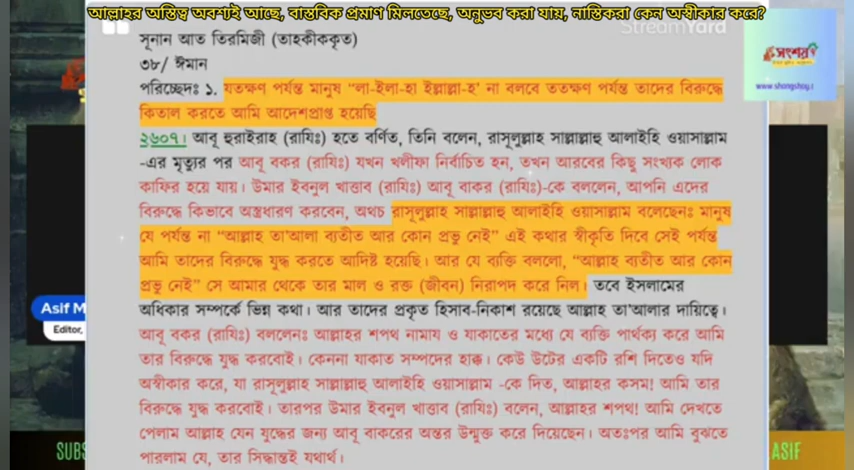 আল্লাহর অস্তিত্ব অবশ্যই আছে, বাস্তবিক প্রমাণ মিলতেছে, অনুভব করা যায়, নাস্তিকরা কেন অস্বীকার করে?
StreamYard
সূনান আত তিরমিজী (তাহকীককৃত)
৩৮/ ঈমান
পরিচ্ছেদঃ ১. যতক্ষণ পর্যন্ত মানুষ “লা-ইলা-হা ইল্লাল্লা-হ’ না বলবে ততক্ষণ পর্যন্ত তাদের বিরুদ্ধে
কিতাল করতে আমি আদেশপ্রাপ্ত হয়েছি
২৬০৭। আবূ হুরাইরাহ (রাযিঃ) হতে বর্ণিত, তিনি বলেন, রাসূলুল্লাহ সাল্লাল্লাহু আলাইহি ওয়াসাল্লাম
-এর মৃত্যুর পর আবূ বকর (রাযিঃ) যখন খলীফা নির্বাচিত হন, তখন আরবের কিছু সংখ্যক লোক
কাফির হয়ে যায়। উমার ইবনুল খাত্তাব (রাযিঃ) আবূ বাকর (রাযিঃ)-কে বললেন, আপনি এদের
বিরুদ্ধে কিভাবে অস্ত্রধারণ করবেন, অথচ রাসূলুল্লাহ সাল্লাল্লাহু আলাইহি ওয়াসাল্লাম বলেছেনঃ মানুষ
যে পর্যন্ত না “আল্লাহ তা'আলা ব্যতীত আর কোন প্রভু নেই” এই কথার স্বীকৃতি দিবে সেই পর্যন্ত
আমি তাদের বিরুদ্ধে যুদ্ধ করতে আদিষ্ট হয়েছি। আর যে ব্যক্তি বললো, “আল্লাহ ব্যতীত আর কোন
প্রভু নেই” সে আমার থেকে তার মাল ও রক্ত (জীবন) নিরাপদ করে নিল। তবে ইসলামের
অধিকার সম্পর্কে ভিন্ন কথা। আর তাদের প্রকৃত হিসাব-নিকাশ রয়েছে আল্লাহ তা'আলার দায়িত্বে।
আবূ বকর (রাযিঃ) বললেনঃ আল্লাহর শপথ নামায ও যাকাতের মধ্যে যে ব্যক্তি পার্থক্য করে আমি
তার বিরুদ্ধে যুদ্ধ করবোই। কেননা যাকাত সম্পদের হাক্ক। কেউ উটের একটি রশি দিতেও যদি
অস্বীকার করে, যা রাসূলুল্লাহ সাল্লাল্লাহু আলাইহি ওয়াসাল্লাম -কে দিত, আল্লাহর কসম! আমি তার
বিরুদ্ধে যুদ্ধ করবোই। তারপর উমার ইবনুল খাত্তাব (রাযিঃ) বলেন, আল্লাহর শপথ! আমি দেখতে
পেলাম আল্লাহ যেন যুদ্ধের জন্য আবূ বাকরের অন্তর উন্মুক্ত করে দিয়েছেন। অতঃপর আমি বুঝতে
পারলাম যে, তার সিদ্ধান্তই যথার্থ।
সংশয়
www.shongshoy.
Asif M
Editor,
SUBS
ASIF